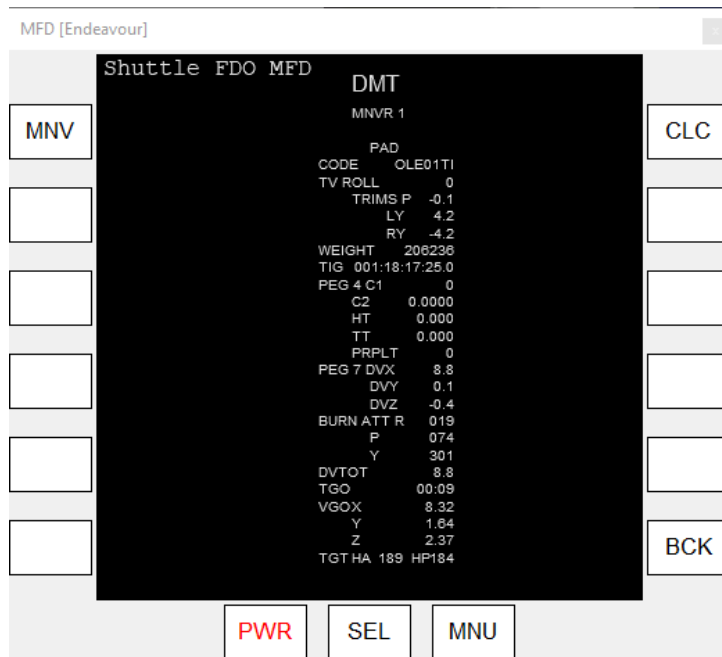 MFD [Endeavour]
Shuttle FDO MFD
DMT
MNVR 1
MNV
CLC
PAD
CODE OLE01TI
TV ROLL 0
TRIMS P -0.1
LY 4.2
RY -4.2
WEIGHT 206236
TIG 001:18:17:25.0
PEG 4 C1 0
C2 0.0000
HT 0.000
TT 0.000
PRPLT 0
PEG 7 DVX 8.8
DVY 0.1
DVZ -0.4
BURN ATT R 019
P 074
Y 301
DVTOT 8.8
TGO 00:09
VGOX 8.32
Y 1.64
Z 2.37
TGT HA 189 HP184
BCK
PWR SEL MNU